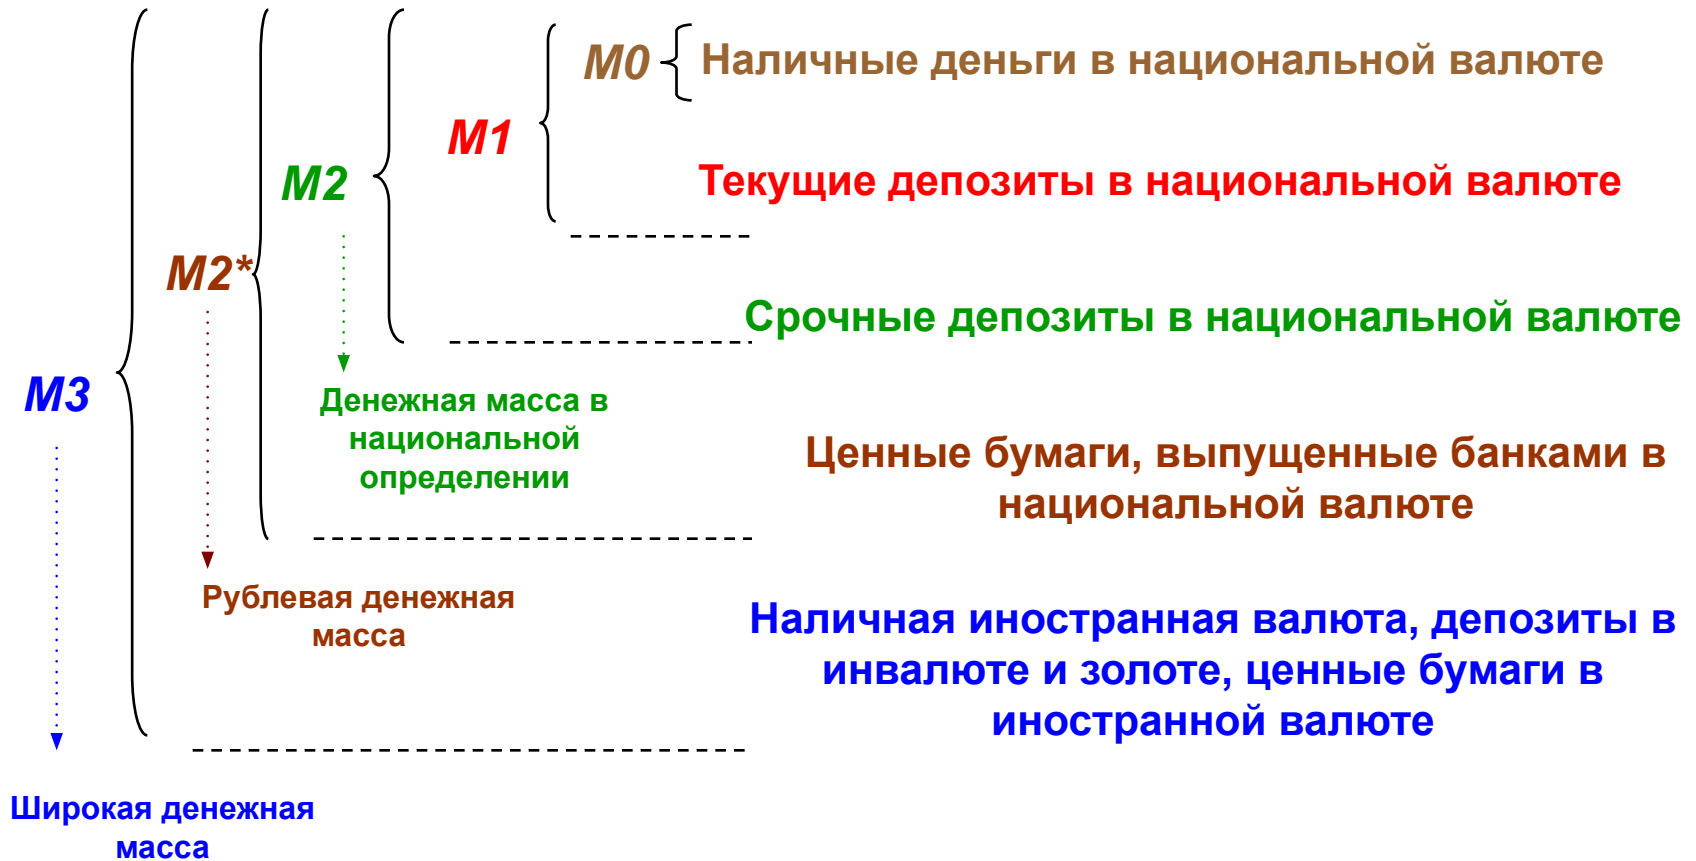 M0
Наличные деньги в национальной валюте
M1
Текущие депозиты в национальной валюте
M2
M2*
Срочные депозиты в национальной валюте
M3
Денежная масса в
национальной
определении
Ценные бумаги, выпущенные банками в
национальной валюте
Рублевая денежная
масса
Наличная иностранная валюта, депозиты в
инвалюте и золоте, ценные бумаги в
иностранной валюте
Широкая денежная
масса